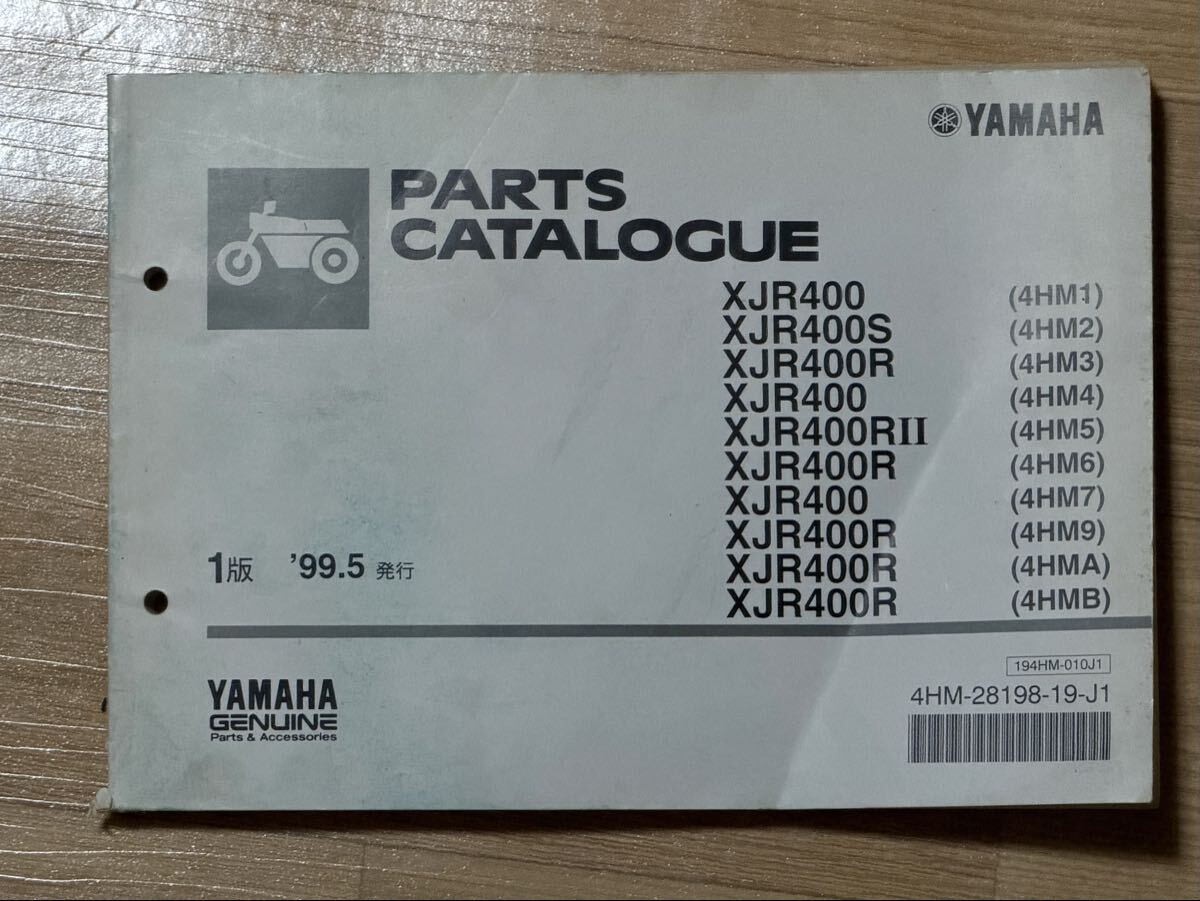 YAMAHA
PARTS
CATALOGUE
XJR400 (4HM1)
XJR400S (4HM2)
XJR400R (4HM3)
XJR400 (4HM4)
XJR400RII (4HM5)
XJR400R (4HM6)
XJR400 (4HM7)
XJR400R (4HM9)
XJR400R (4HMA)
XJR400R (4HMB)
1版 '99.5 発行
194HM-010J1
4HM-28198-19-J1
YAMAHA
GENUINE
Parts & Accessories